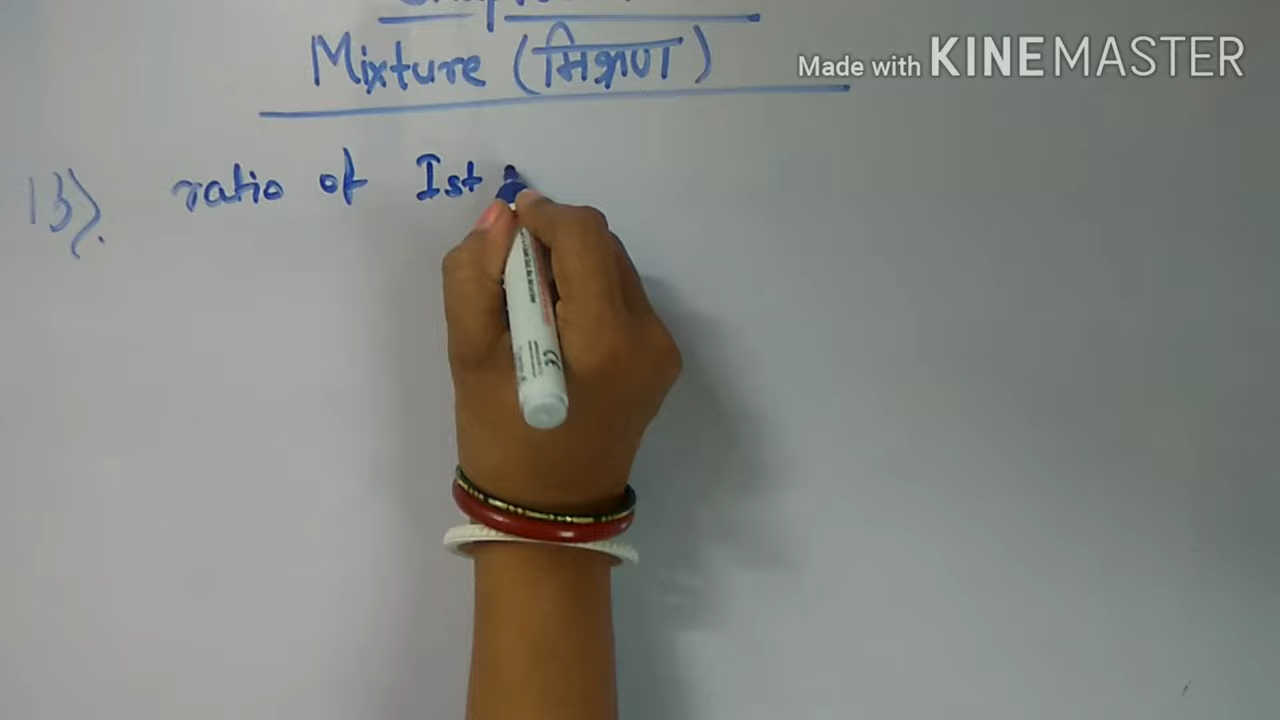 Mixture (मिश्रण)
Made with KINEMASTER
13). ratio of Ist